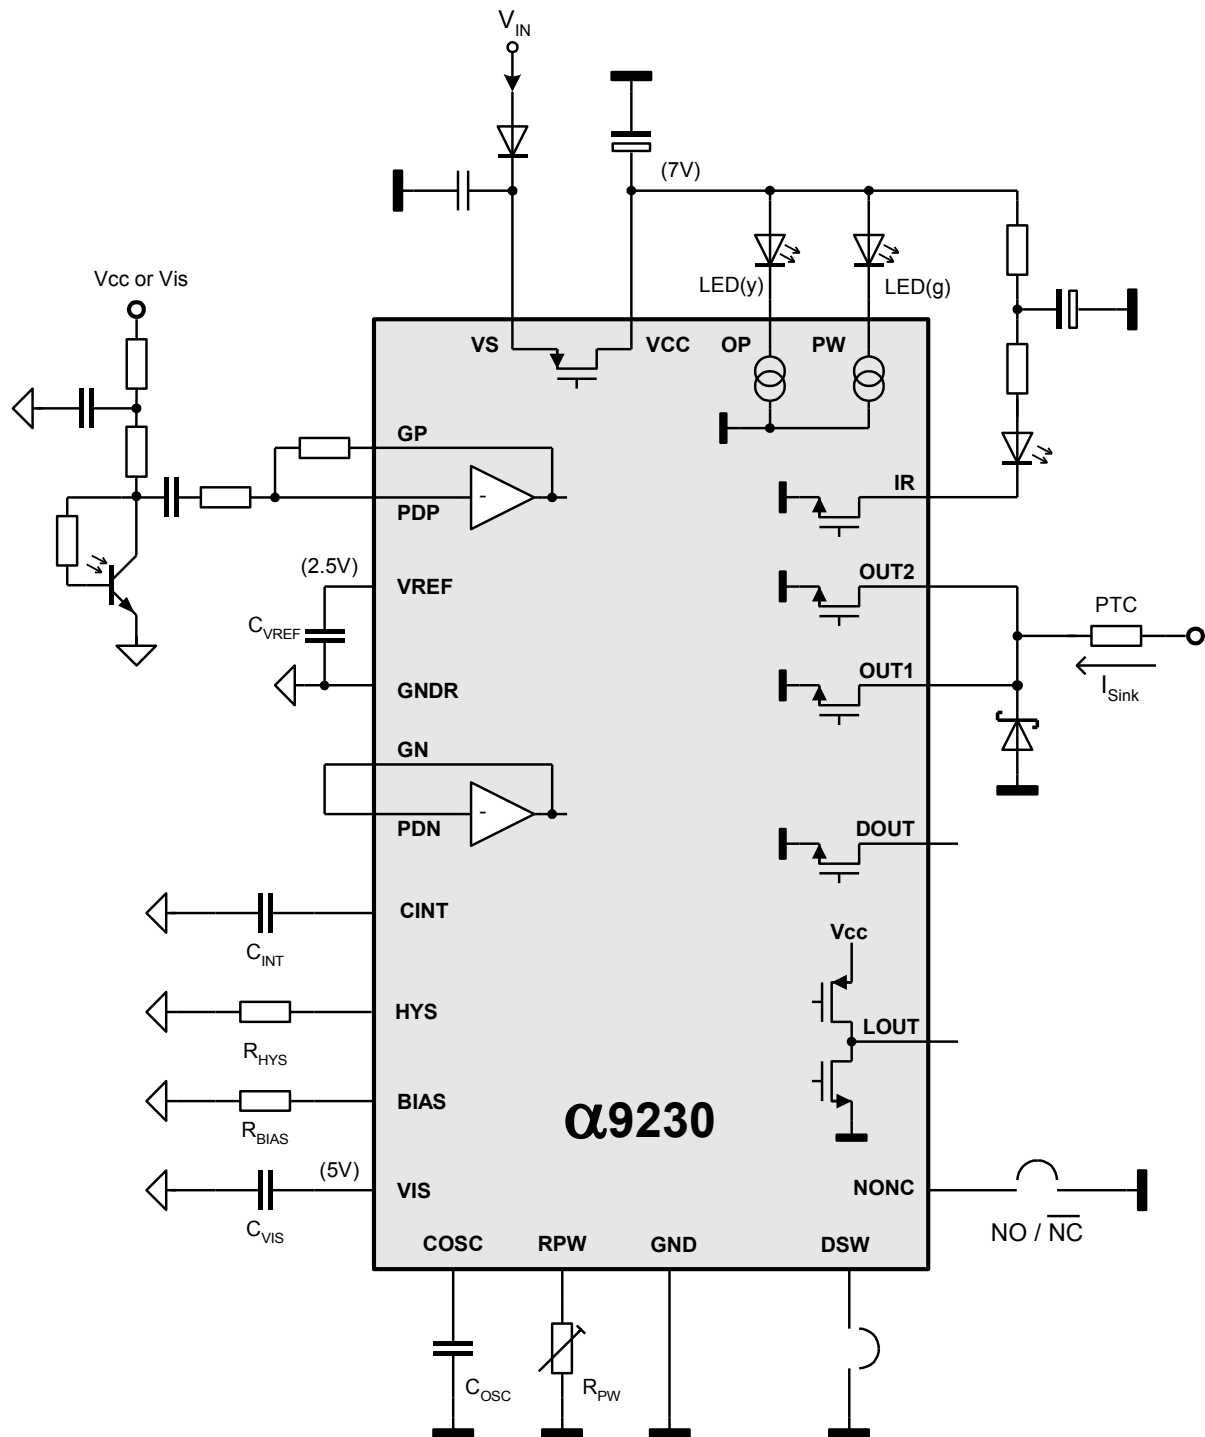 V_IN
(7V)
LED(y)
LED(g)
Vcc or Vis
VS
VCC
OP
PW
GP
-
PDP
IR
(2.5V)
VREF
OUT2
C_VREF
PTC
GNDR
OUT1
I_Sink
GN
-
PDN
DOUT
CINT
C_INT
Vcc
HYS
R_HYS
LOUT
BIAS
R_BIAS
α9230
(5V)
VIS
C_VIS
NONC
NO / N̅C̅
COSC
RPW
GND
DSW
C_OSC
R_PW